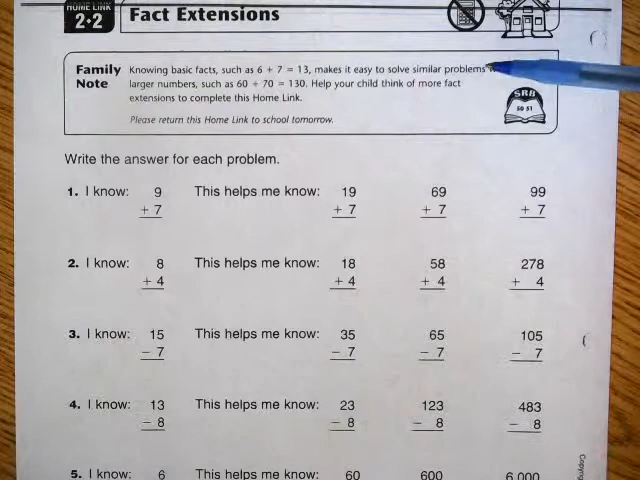 HOME LINK
2•2
Fact Extensions
Family Note
Knowing basic facts, such as 6 + 7 = 13, makes it easy to solve similar problems
larger numbers, such as 60 + 70 = 130. Help your child think of more fact
extensions to complete this Home Link.
SRB
50 51
Please return this Home Link to school tomorrow.
Write the answer for each problem.
1. I know: 9 This helps me know: 19 69 99
+ 7 + 7 + 7 + 7
2. I know: 8 This helps me know: 18 58 278
+ 4 + 4 + 4 + 4
3. I know: 15 This helps me know: 35 65 105
− 7 − 7 − 7 − 7
4. I know: 13 This helps me know: 23 123 483
− 8 − 8 − 8 − 8
5. I know: 6 This helps me know: 60 600 6,000